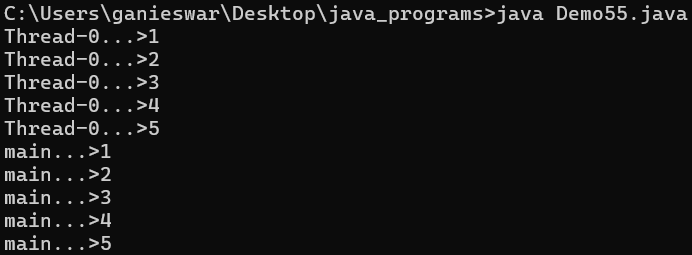 C:\Users\ganieswar\Desktop\java_programs>java Demo55.java
Thread-0...>1
Thread-0...>2
Thread-0...>3
Thread-0...>4
Thread-0...>5
main...>1
main...>2
main...>3
main...>4
main...>5